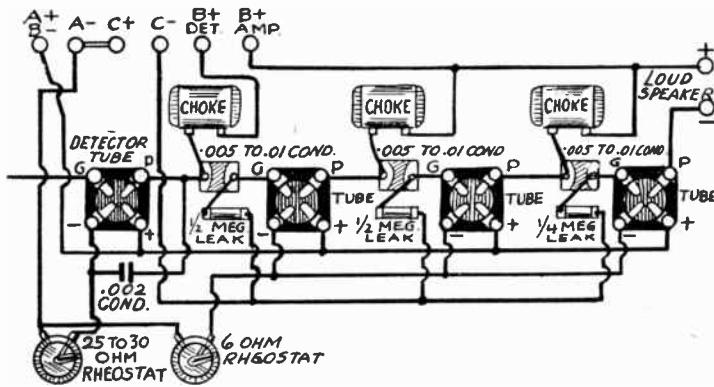 A+ A- C+ C- B+ B+
B- DET. AMP.
+
LOUD
SPEAKER
-
CHOKE CHOKE CHOKE
DETECTOR
TUBE
.005 TO .01 COND. .005 TO .01 COND .005 TO .01 COND
G P G P G P G P
TUBE TUBE TUBE
- + - + - + - +
1/2 MEG
LEAK
1/2 MEG
LEAK
1/4 MEG
LEAK
.002
COND.
25 TO 30
OHM
RHEOSTAT
6 OHM
RHEOSTAT